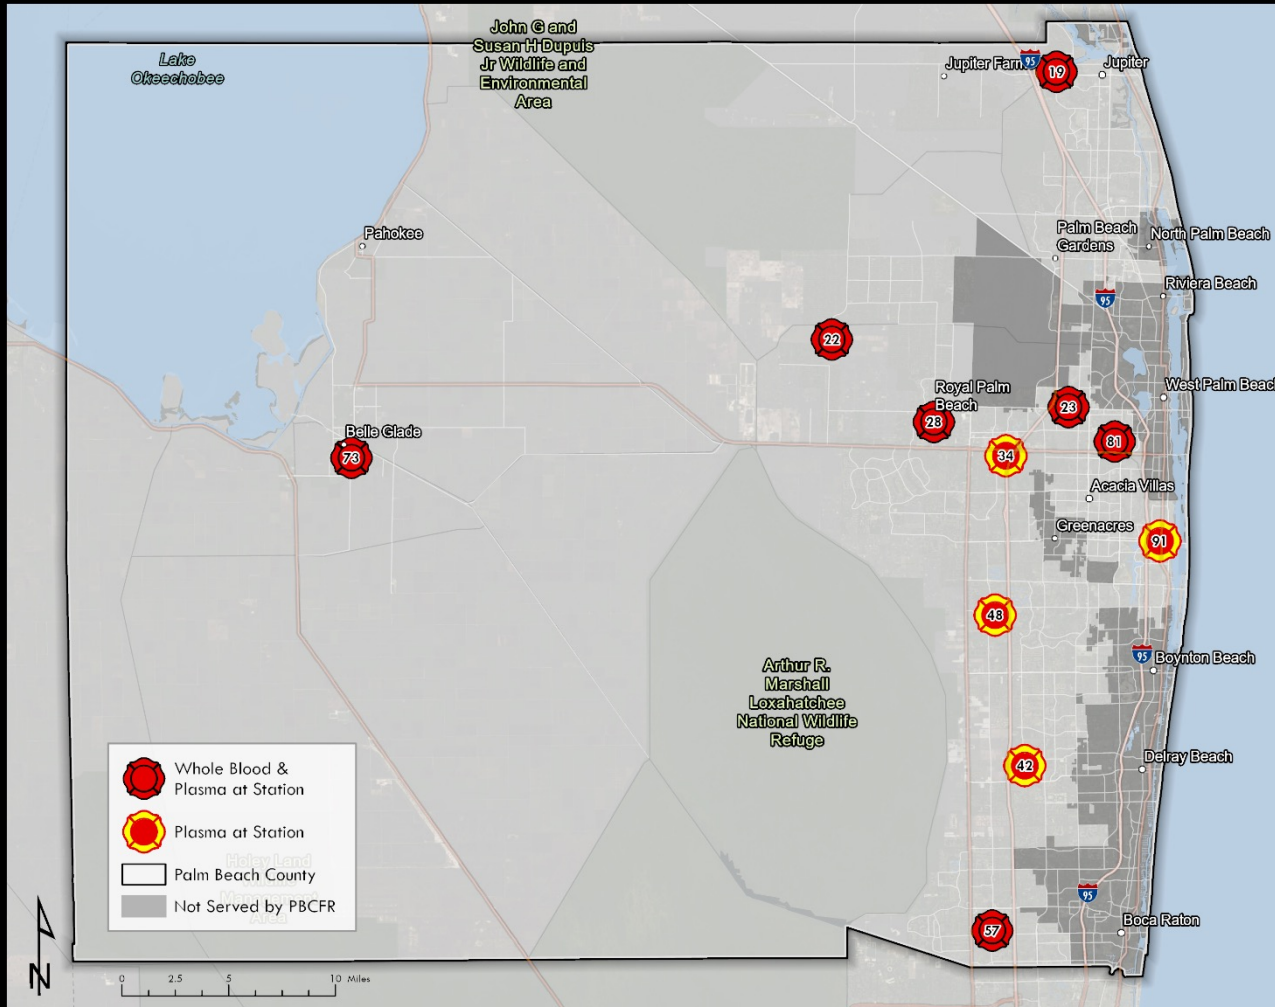 John G and
Susan H Dupuis
Jr Wildlife and
Environmental
Area
Lake
Okeechobee
Jupiter Farm
95
19
Jupiter
Pahokee
Palm Beach
Gardens
North Palm Beach
Riviera Beach
95
22
Royal Palm
Beach
West Palm Beach
23
28
Belle Glade
81
73
34
Acacia Villas
Greenacres
91
48
95
Boynton Beach
Arthur R.
Marshall
Loxahatchee
National Wildlife
Refuge
42
Delray Beach
Whole Blood &
Plasma at Station
Plasma at Station
Holey Land
Palm Beach County
Not Served by PBCFR
95
Boca Raton
57
N
0 2.5 5 10 Miles